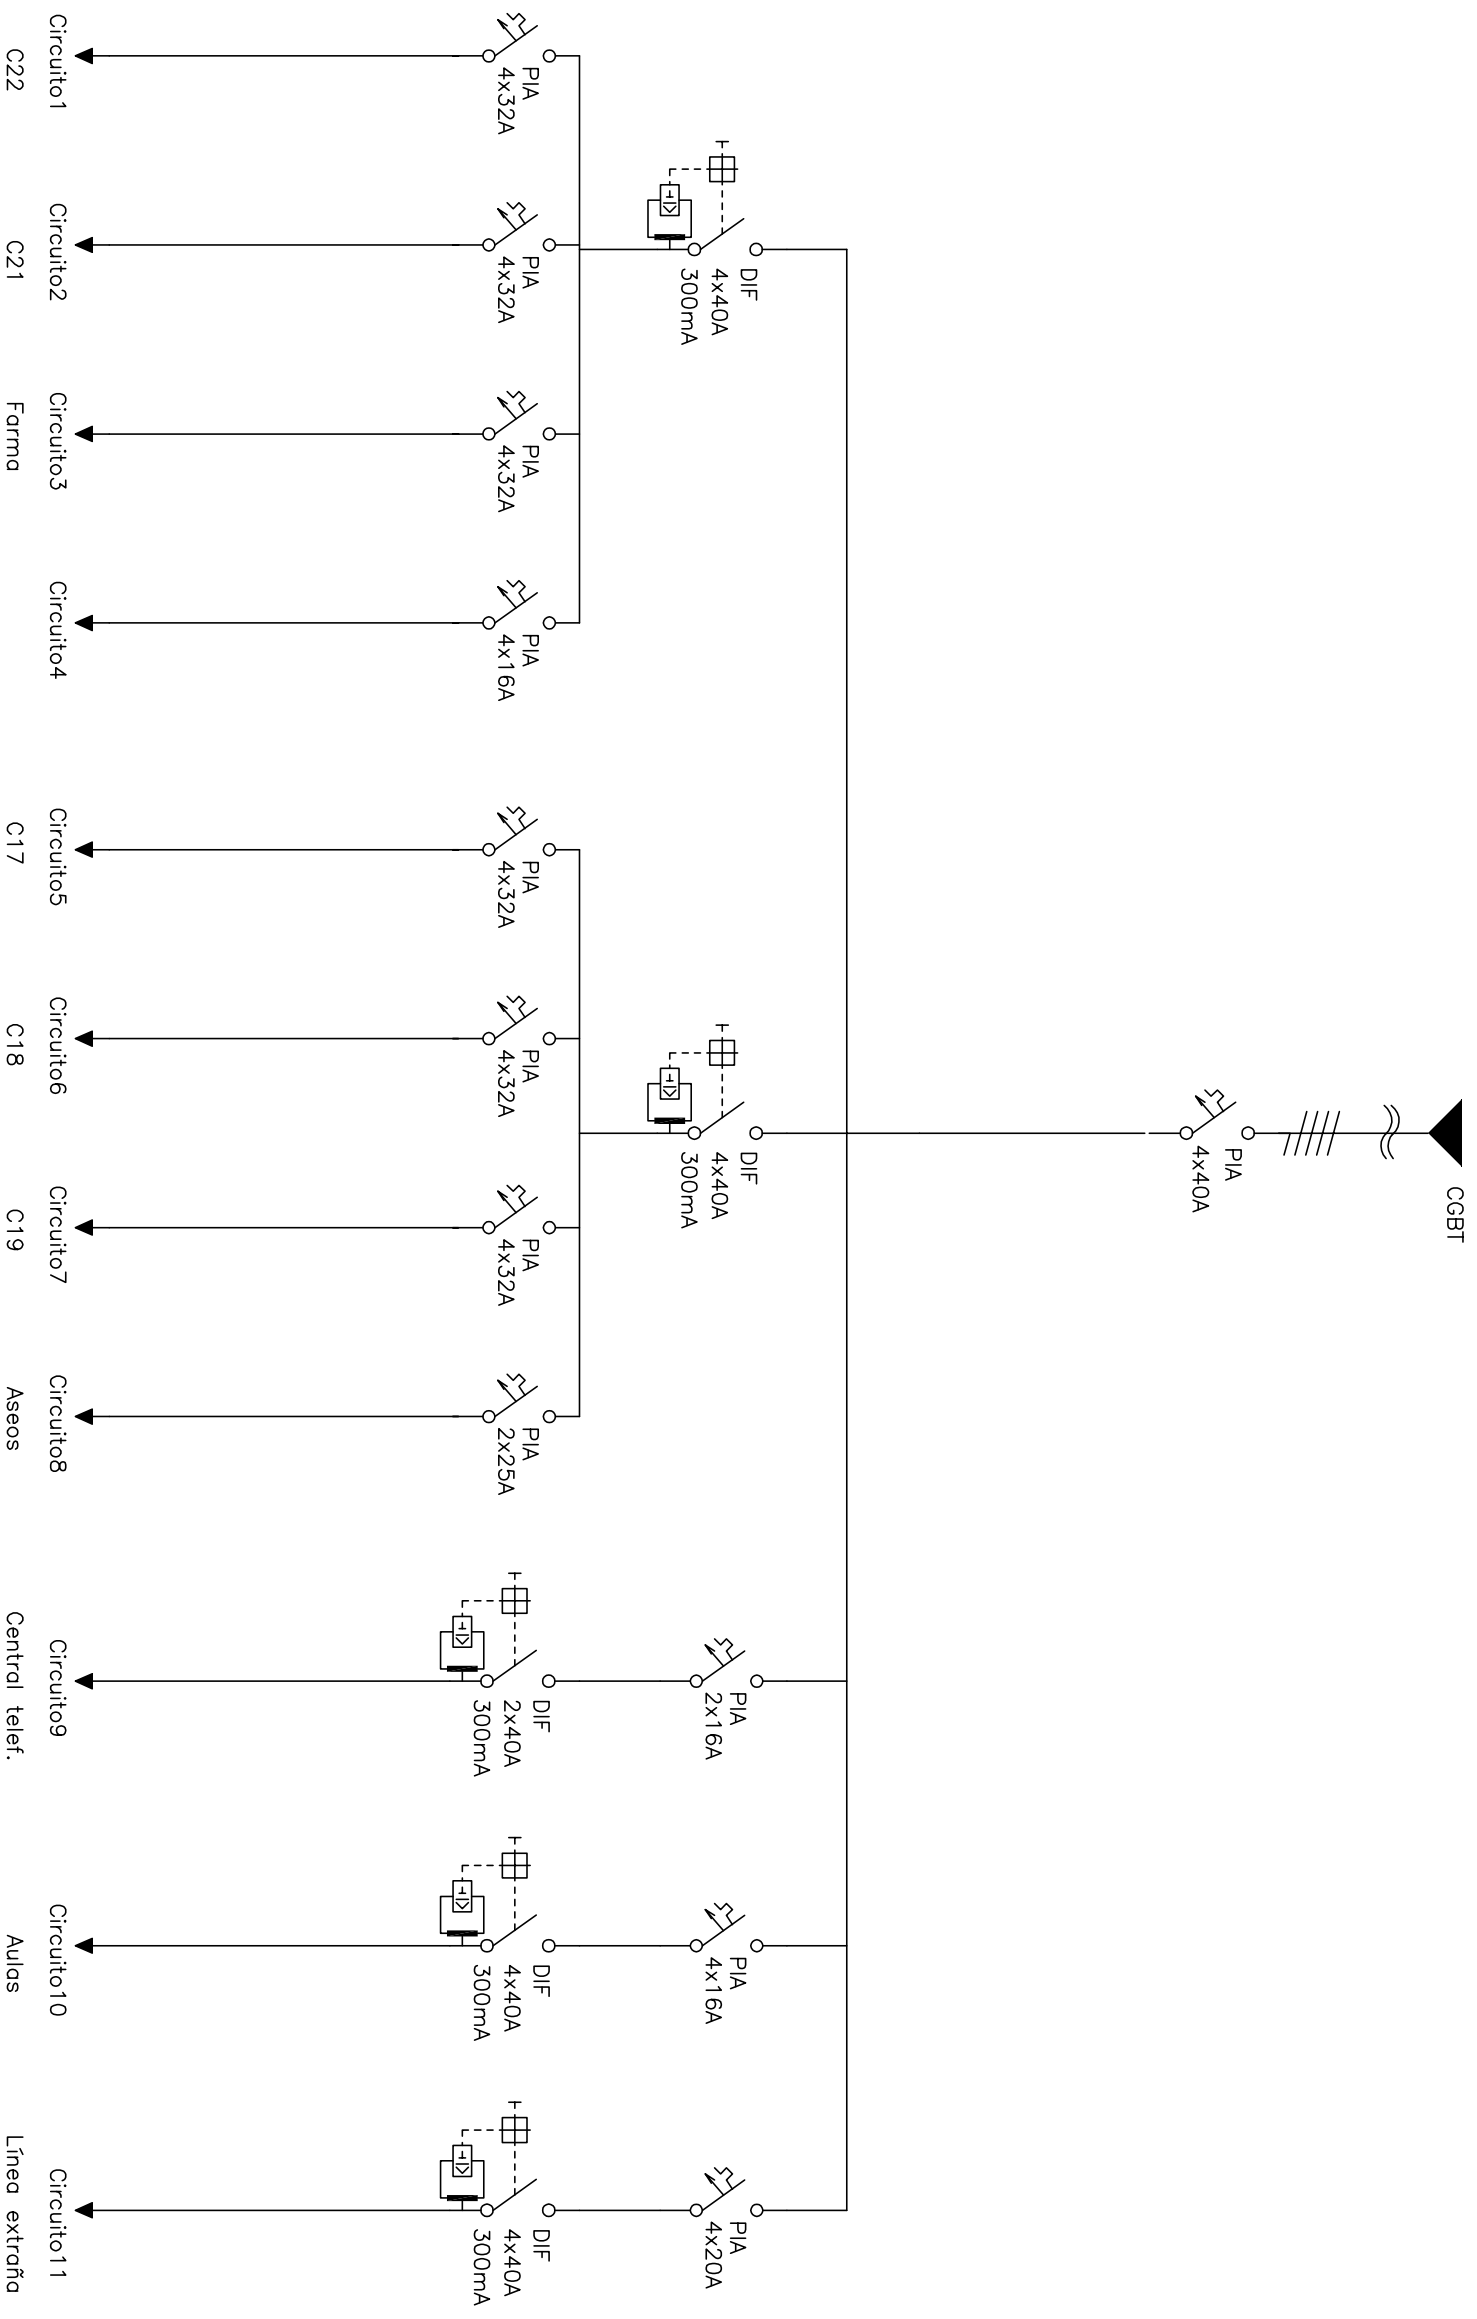 CGBT
PIA
4x40A
DIF
4x40A
300mA
DIF
4x40A
300mA
PIA
2x16A
PIA
4x16A
PIA
4x20A
PIA
4x32A
PIA
4x32A
PIA
4x32A
PIA
4x16A
PIA
4x32A
PIA
4x32A
PIA
4x32A
PIA
2x25A
DIF
2x40A
300mA
DIF
4x40A
300mA
DIF
4x40A
300mA
Circuito1
C22
Circuito2
C21
Circuito3
Farma
Circuito4
Circuito5
C17
Circuito6
C18
Circuito7
C19
Circuito8
Aseos
Circuito9
Central telef.
Circuito10
Aulas
Circuito11
Línea extraña